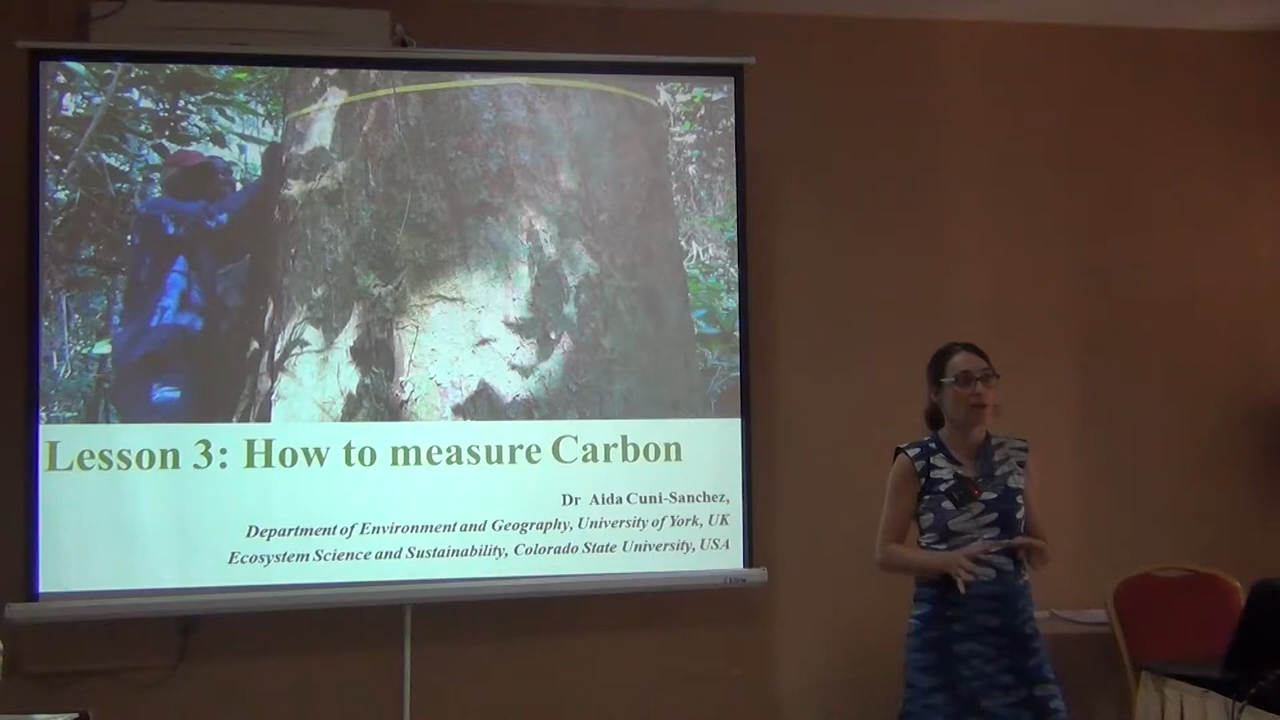 Lesson 3: How to measure Carbon
Dr Aida Cuni-Sanchez,
Department of Environment and Geography, University of York, UK
Ecosystem Science and Sustainability, Colorado State University, USA